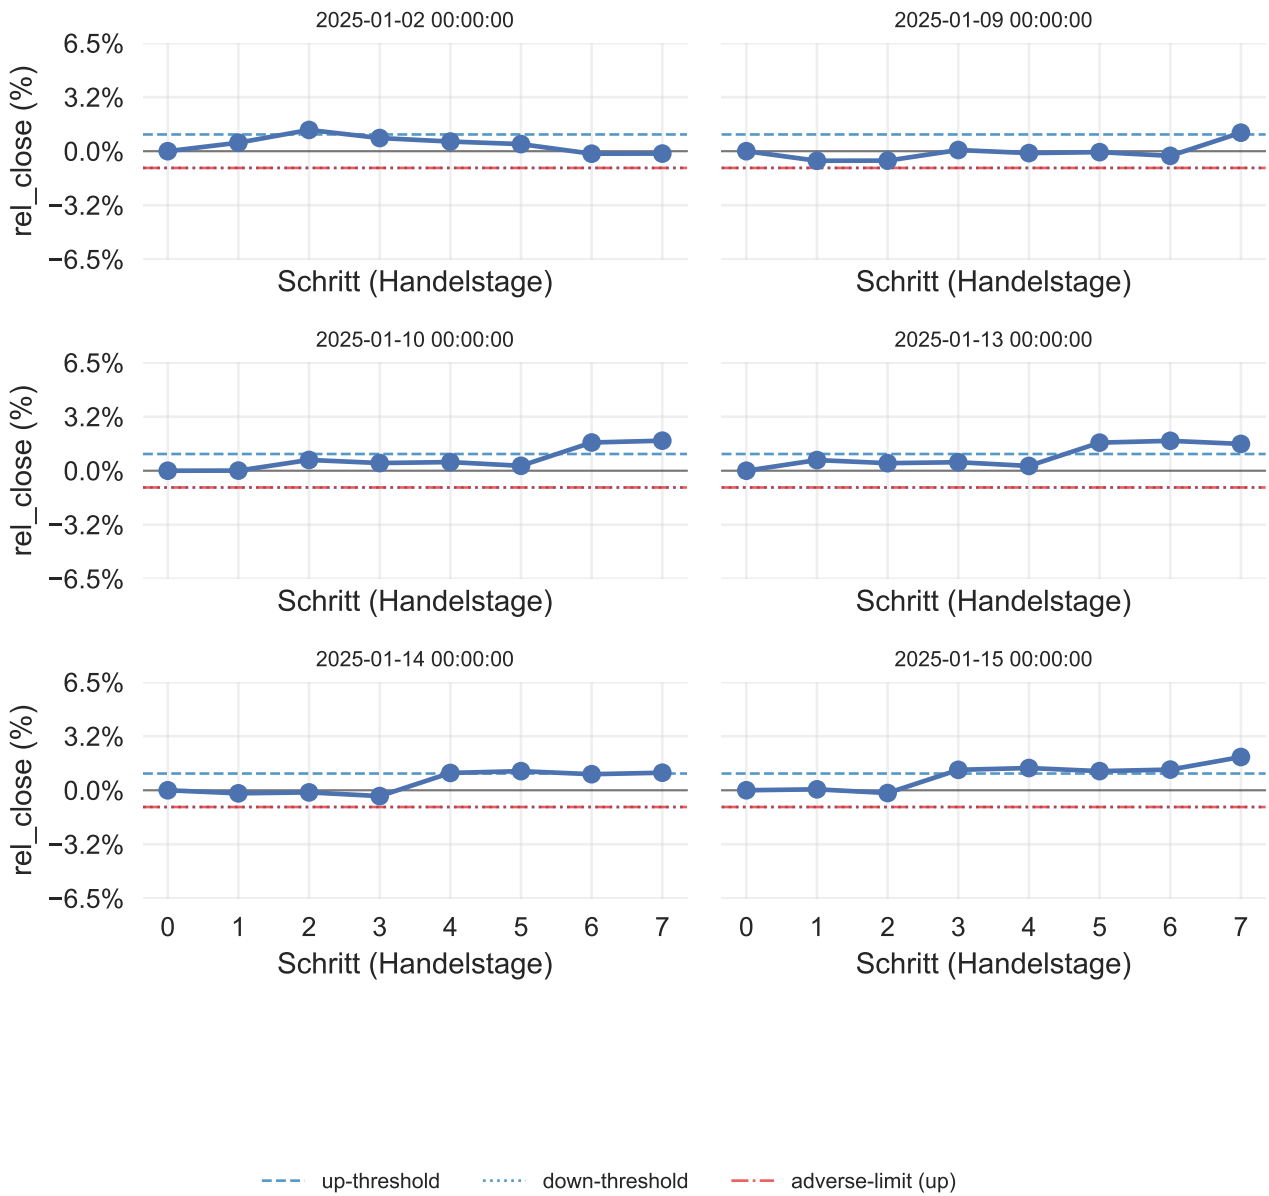 2025-01-02 00:00:00
2025-01-09 00:00:00
rel_close (%)
6.5%
3.2%
0.0%
−3.2%
−6.5%
Schritt (Handelstage)
Schritt (Handelstage)
2025-01-10 00:00:00
2025-01-13 00:00:00
rel_close (%)
6.5%
3.2%
0.0%
−3.2%
−6.5%
Schritt (Handelstage)
Schritt (Handelstage)
2025-01-14 00:00:00
2025-01-15 00:00:00
rel_close (%)
6.5%
3.2%
0.0%
−3.2%
−6.5%
0 1 2 3 4 5 6 7
0 1 2 3 4 5 6 7
Schritt (Handelstage)
Schritt (Handelstage)
up-threshold down-threshold adverse-limit (up)